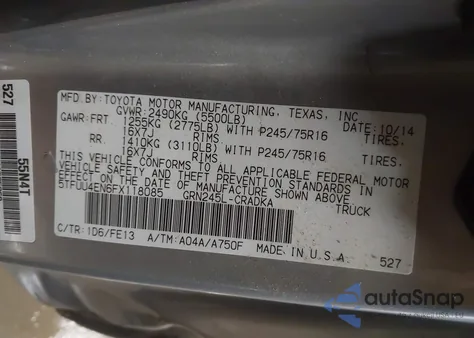 MFD. BY: TOYOTA MOTOR MANUFACTURING, TEXAS, INC
GVWR: 2490KG (5500LB) DATE: 10/14
GAWR: FRT. 1255KG (2775LB) WITH P245/75R16 TIRES,
16X7J RIMS
RR. 1410KG (3110LB) WITH P245/75R16 TIRES,
16X7J RIMS
THIS VEHICLE CONFORMS TO ALL APPLICABLE FEDERAL MOTOR
VEHICLE SAFETY AND THEFT PREVENTION STANDARDS IN
EFFECT ON THE DATE OF MANUFACTURE SHOWN ABOVE.
5TFUU4EN6FX118085 GRN245L-CRADKA TRUCK
C/TR: 1D6/FE13 A/TM: A04A/A750F MADE IN U.S.A. 527
527
55N4T
autoSnap